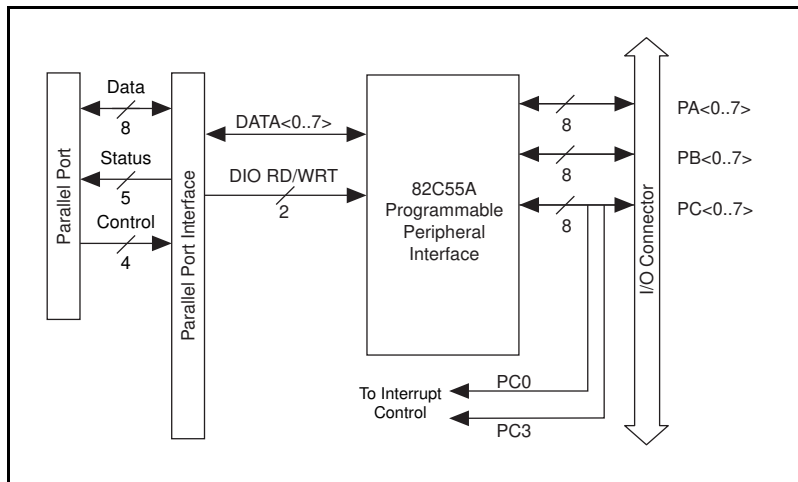 Parallel Port
Data
8
Status
5
Control
4
Parallel Port Interface
DATA<0..7>
DIO RD/WRT
2
82C55A
Programmable
Peripheral
Interface
8
8
8
I/O Connector
PA<0..7>
PB<0..7>
PC<0..7>
To Interrupt
Control
PC0
PC3